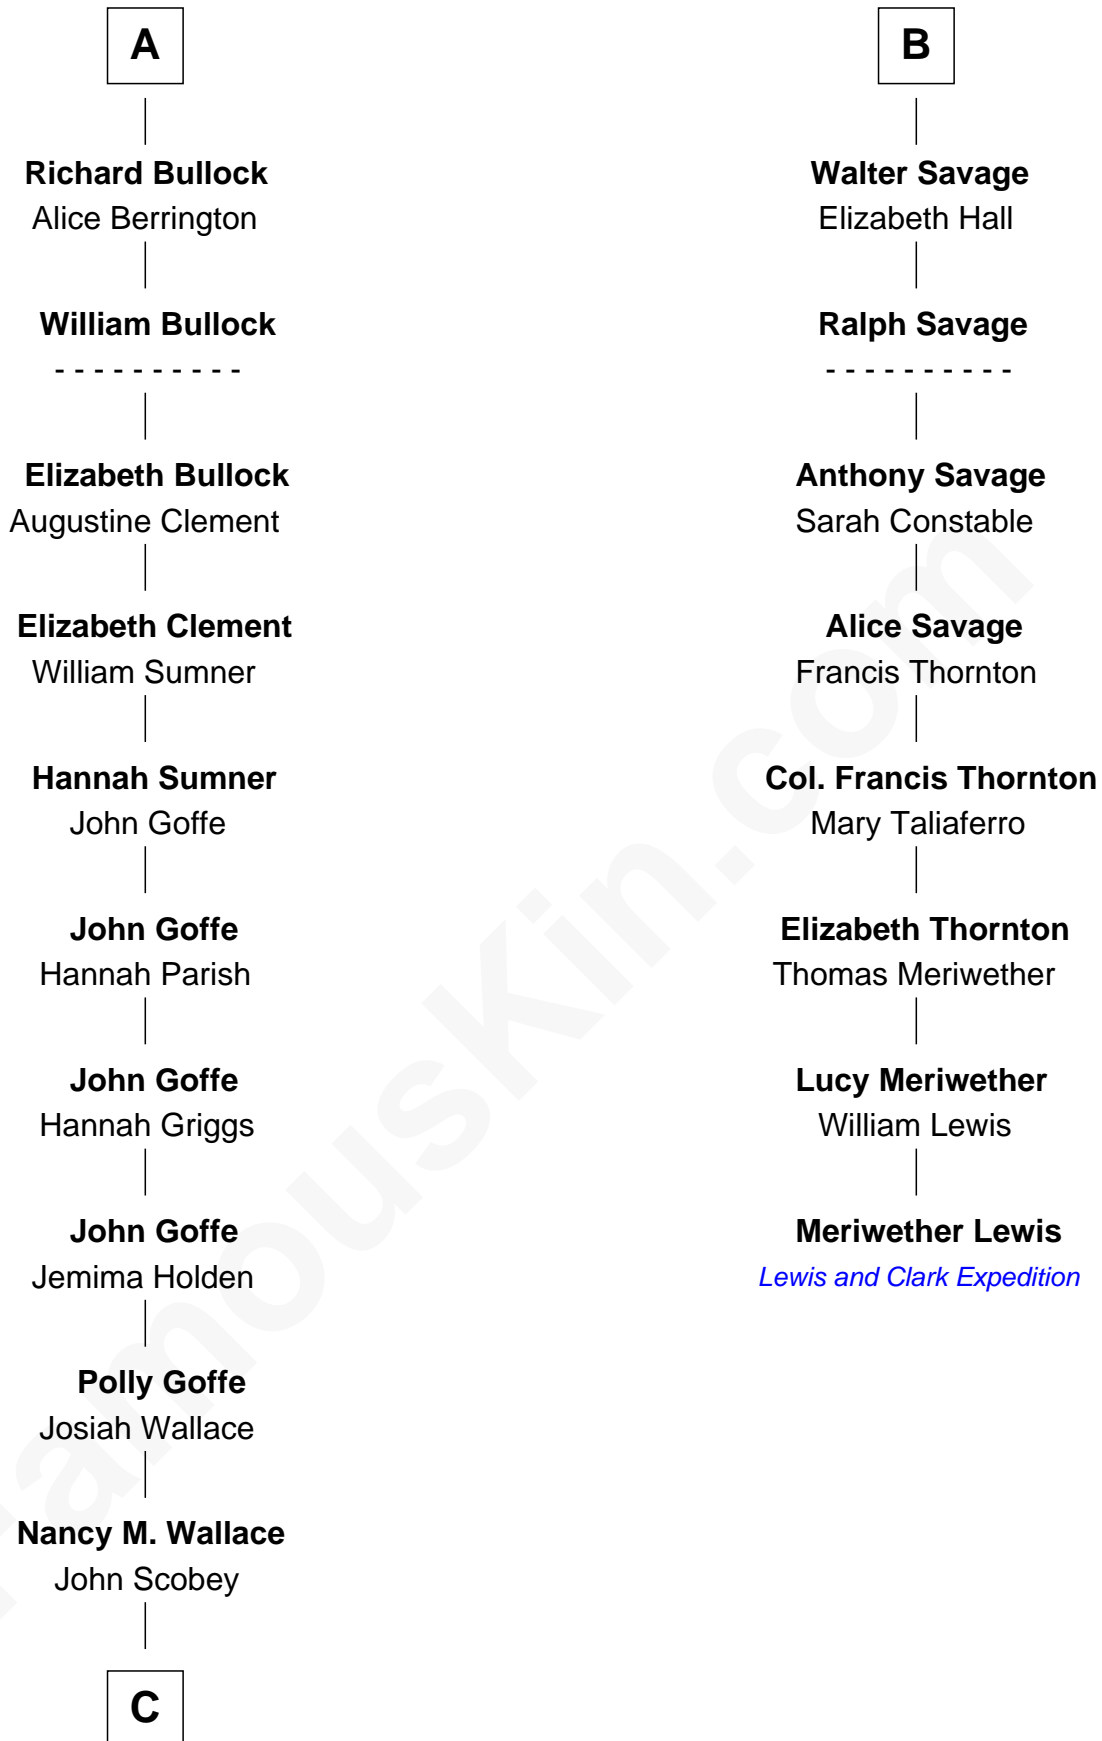 A
Richard Bullock
Alice Berrington
William Bullock
- - - - - - - - - -
Elizabeth Bullock
Augustine Clement
Elizabeth Clement
William Sumner
Hannah Sumner
John Goffe
John Goffe
Hannah Parish
John Goffe
Hannah Griggs
John Goffe
Jemima Holden
Polly Goffe
Josiah Wallace
Nancy M. Wallace
John Scobey
C
B
Walter Savage
Elizabeth Hall
Ralph Savage
- - - - - - - - - -
Anthony Savage
Sarah Constable
Alice Savage
Francis Thornton
Col. Francis Thornton
Mary Taliaferro
Elizabeth Thornton
Thomas Meriwether
Lucy Meriwether
William Lewis
Meriwether Lewis
Lewis and Clark Expedition
FamousKin.com